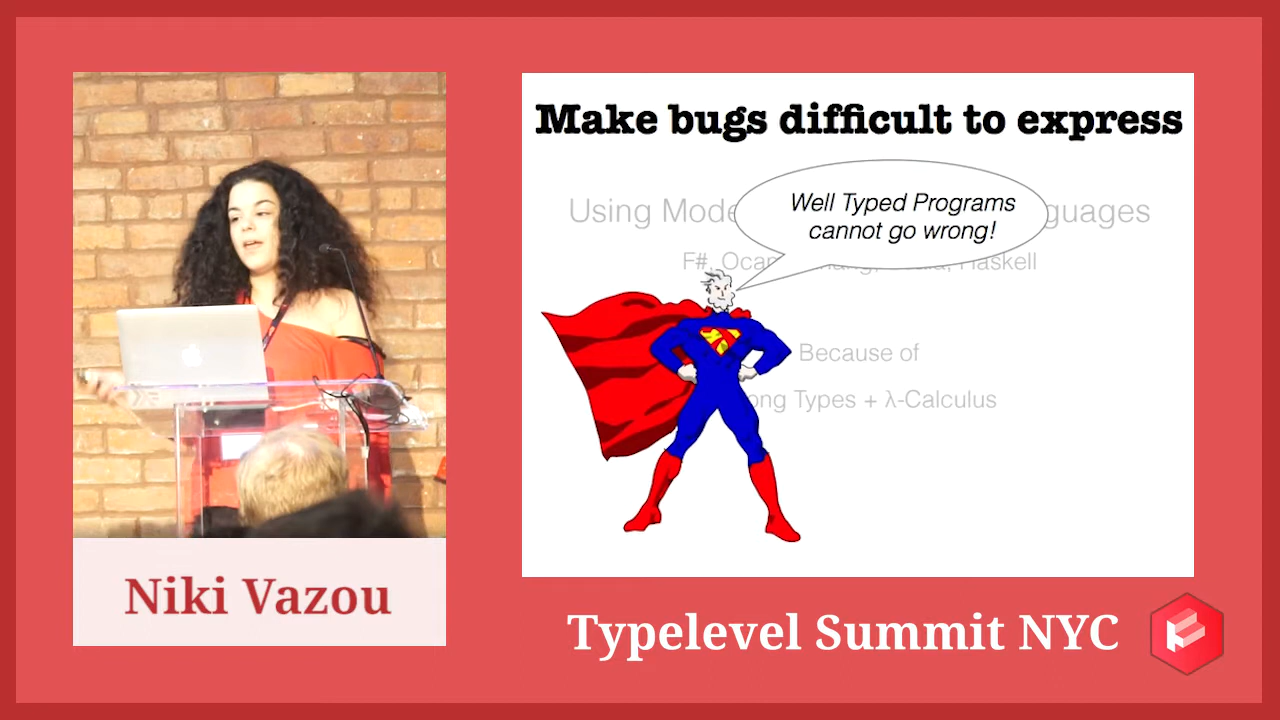 Make bugs difficult to express
Using Mode
guages
Well Typed Programs
cannot go wrong!
F#, Ocam
Haskell
Because of
ong Types + λ-Calculus
Niki Vazou
Typelevel Summit NYC